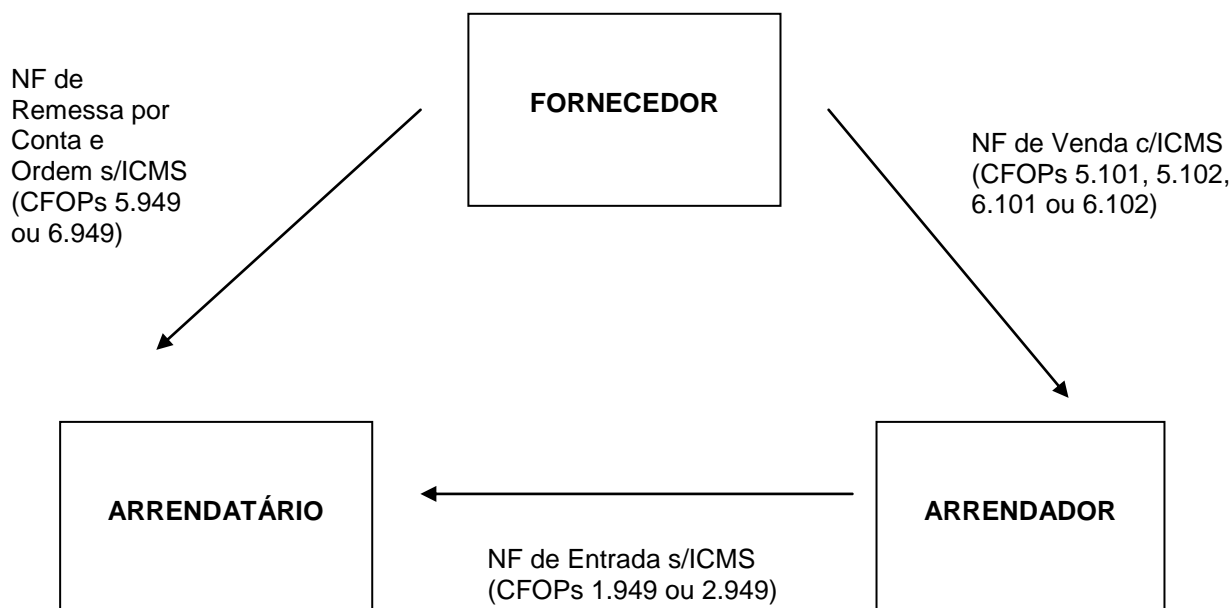 NF de
Remessa por
Conta e
Ordem s/ICMS
(CFOPs 5.949
ou 6.949)
FORNECEDOR
NF de Venda c/ICMS
(CFOPs 5.101, 5.102,
6.101 ou 6.102)
ARRENDATÁRIO
ARRENDADOR
NF de Entrada s/ICMS
(CFOPs 1.949 ou 2.949)